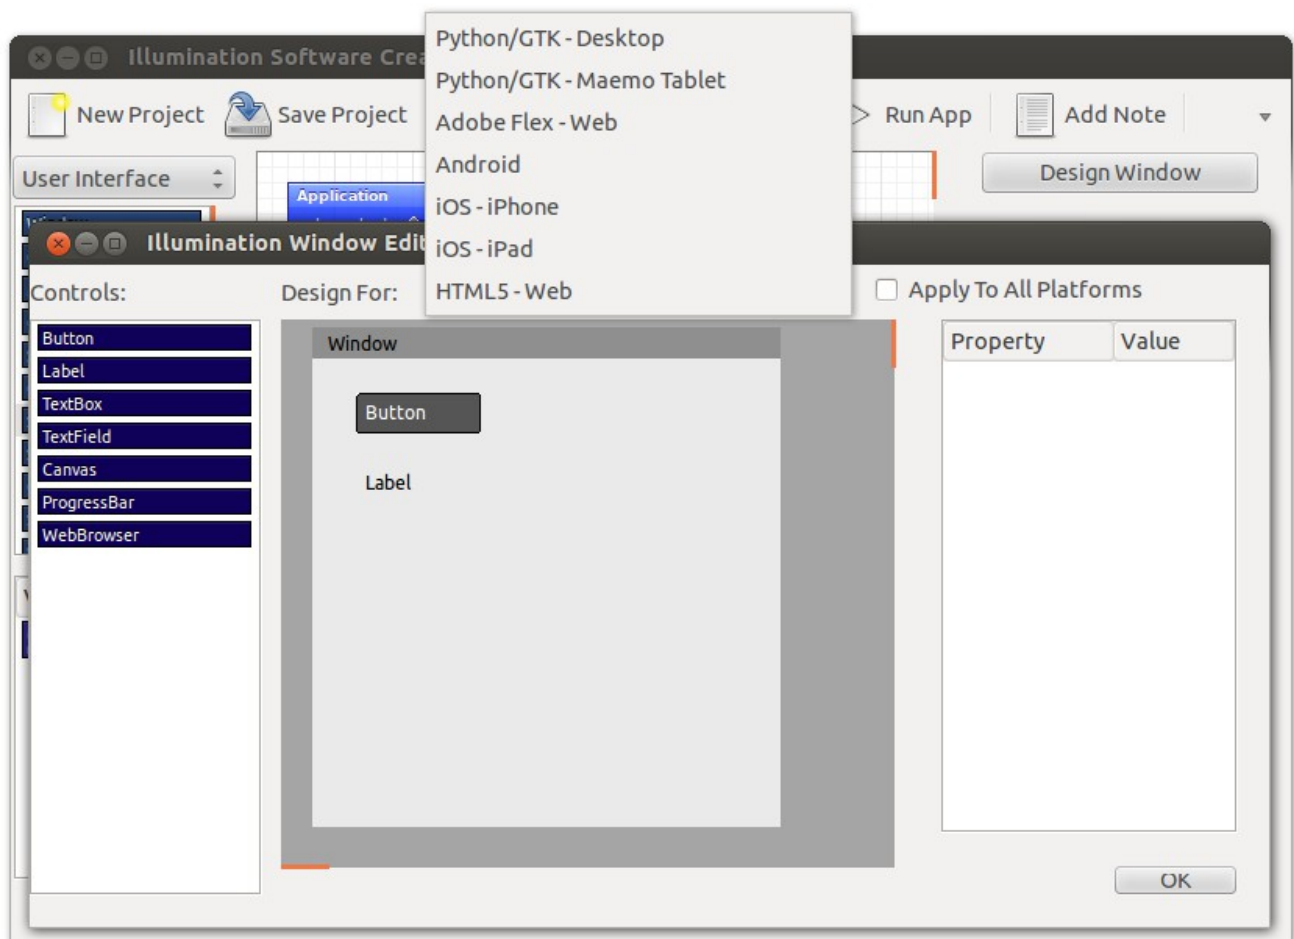 Python/GTK - Desktop
Python/GTK - Maemo Tablet
Adobe Flex - Web
Android
iOS - iPhone
iOS - iPad
HTML5 - Web
Illumination Software Crea
New Project
Save Project
Run App
Add Note
User Interface
Application
Design Window
Illumination Window Edit
Controls:
Design For:
Apply To All Platforms
Button
Label
TextBox
TextField
Canvas
ProgressBar
WebBrowser
Window
Button
Label
Property
Value
OK